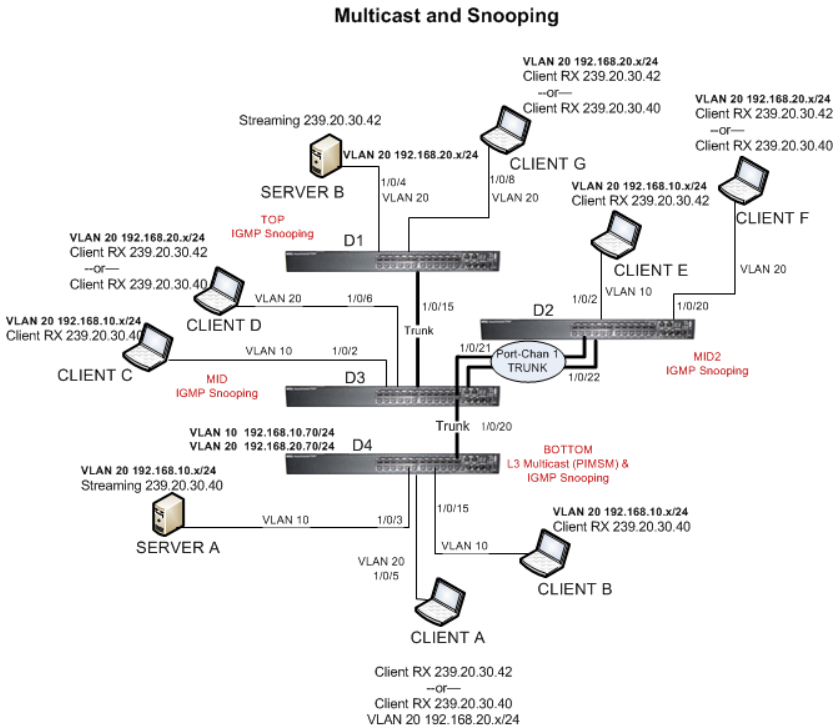 Multicast and Snooping
VLAN 20 192.168.20.x/24
Client RX 239.20.30.42
--or—
Client RX 239.20.30.40
CLIENT G
1/0/8
VLAN 20
Streaming 239.20.30.42
VLAN 20 192.168.20.x/24
SERVER B
1/0/4
VLAN 20
VLAN 20 192.168.20.x/24
Client RX 239.20.30.42
--or—
Client RX 239.20.30.40
CLIENT F
VLAN 20
1/0/20
VLAN 20 192.168.10.x/24
Client RX 239.20.30.42
CLIENT E
VLAN 10
1/0/2
TOP
IGMP Snooping
D1
1/0/15
Trunk
VLAN 20 192.168.20.x/24
Client RX 239.20.30.42
--or—
Client RX 239.20.30.40
CLIENT D
VLAN 20
1/0/6
D2
MID2
IGMP Snooping
VLAN 20 192.168.10.x/24
Client RX 239.20.30.40
CLIENT C
VLAN 10
1/0/2
1/0/21
Port-Chan 1
TRUNK
1/0/22
MID
IGMP Snooping
D3
Trunk
1/0/20
VLAN 10 192.168.10.70/24
VLAN 20 192.168.20.70/24
D4
BOTTOM
L3 Multicast (PIMSM) &
IGMP Snooping
VLAN 20 192.168.10.x/24
Streaming 239.20.30.40
SERVER A
VLAN 10
1/0/3
1/0/15
VLAN 10
VLAN 20 192.168.10.x/24
Client RX 239.20.30.40
CLIENT B
VLAN 20
1/0/5
CLIENT A
Client RX 239.20.30.42
--or—
Client RX 239.20.30.40
VLAN 20 192.168.20.x/24